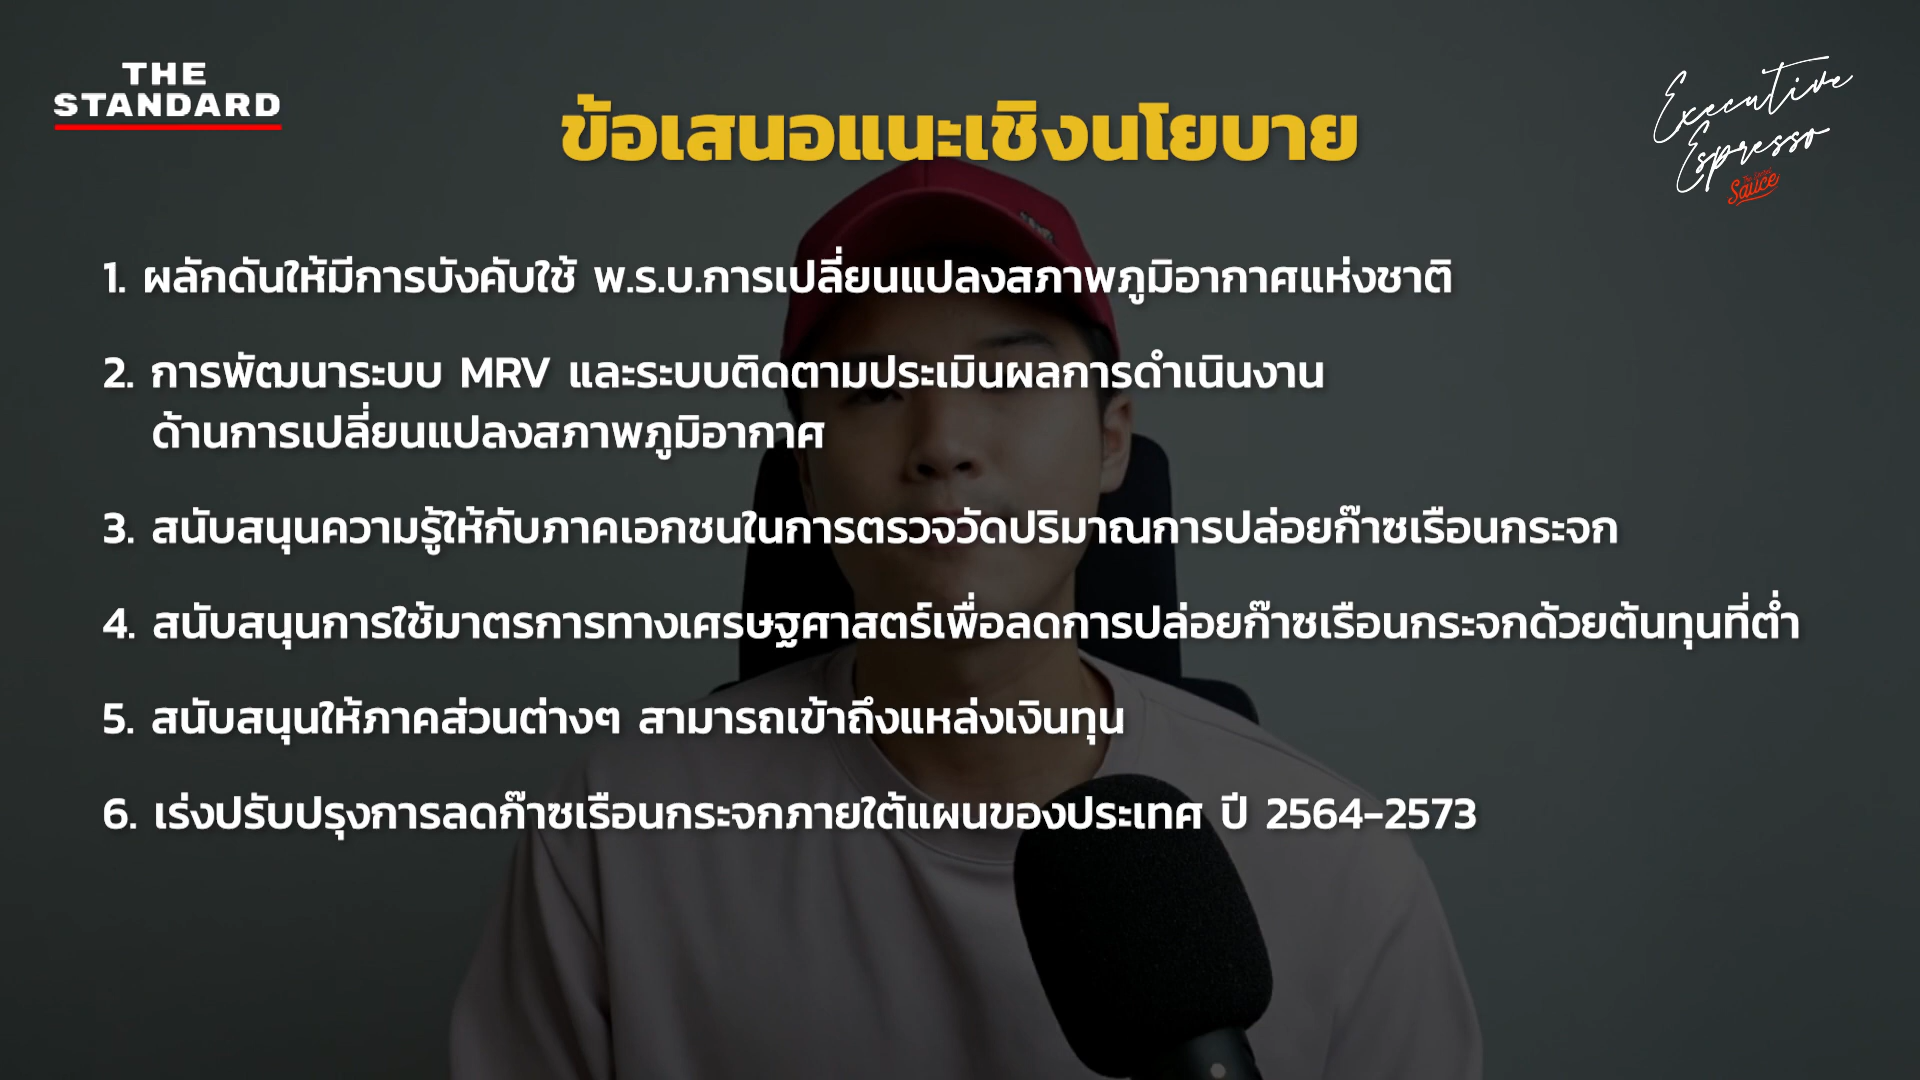 THE
STANDARD
Executive
Espresso
The Secret
Sauce
ข้อเสนอแนะเชิงนโยบาย
1. ผลักดันให้มีการบังคับใช้ พ.ร.บ.การเปลี่ยนแปลงสภาพภูมิอากาศแห่งชาติ
2. การพัฒนาระบบ MRV และระบบติดตามประเมินผลการดำเนินงาน
ด้านการเปลี่ยนแปลงสภาพภูมิอากาศ
3. สนับสนุนความรู้ให้กับภาคเอกชนในการตรวจวัดปริมาณการปล่อยก๊าซเรือนกระจก
4. สนับสนุนการใช้มาตรการทางเศรษฐศาสตร์เพื่อลดการปล่อยก๊าซเรือนกระจกด้วยต้นทุนที่ต่ำ
5. สนับสนุนให้ภาคส่วนต่างๆ สามารถเข้าถึงแหล่งเงินทุน
6. เร่งปรับปรุงการลดก๊าซเรือนกระจกภายใต้แผนของประเทศ ปี 2564-2573